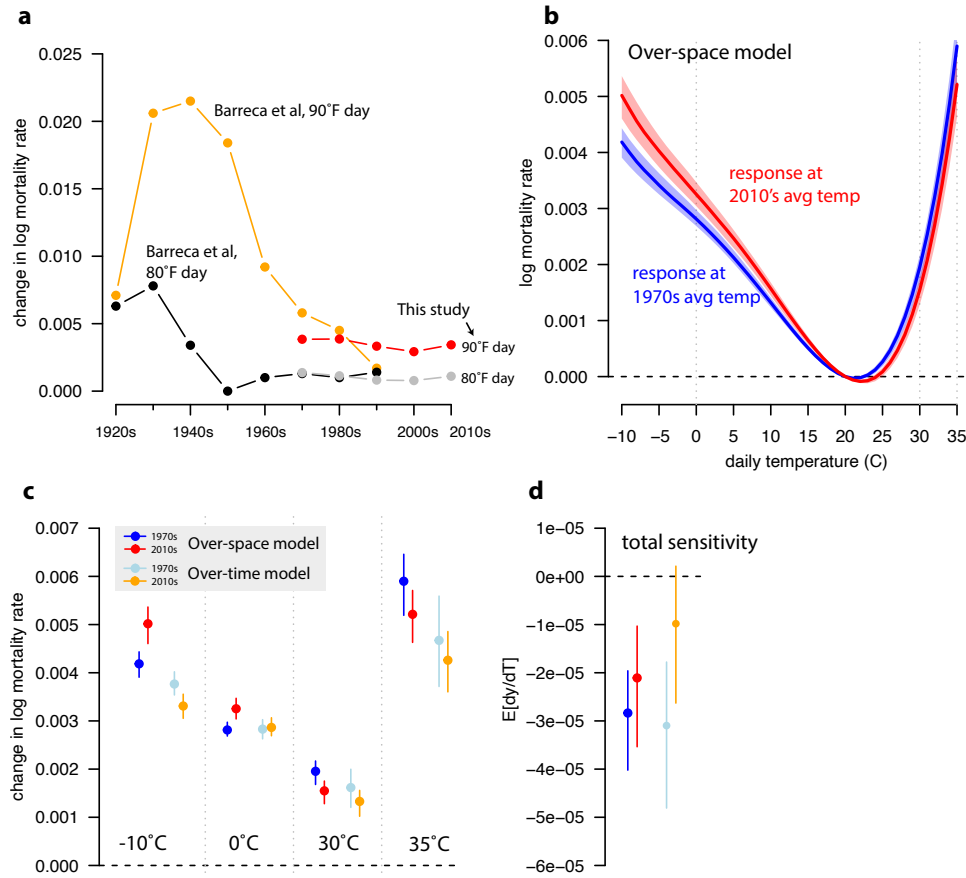 a
change in log mortality rate
0.025
0.020
0.015
0.010
0.005
0.000
Barreca et al, 90˚F day
Barreca et al,
80˚F day
This study
90˚F day
80˚F day
1920s
1940s
1960s
1980s
2000s
2010s
b
Over-space model
log mortality rate
0.006
0.005
0.004
0.003
0.002
0.001
0.000
response at
2010's avg temp
response at
1970s avg temp
−10
−5
0
5
10
15
20
25
30
35
daily temperature (C)
c
change in log mortality rate
0.007
0.006
0.005
0.004
0.003
0.002
0.001
0.000
1970s
2010s
Over-space model
1970s
2010s
Over-time model
-10˚C
0˚C
30˚C
35˚C
d
total sensitivity
E[dy/dT]
1e−05
0e+00
−1e−05
−2e−05
−3e−05
−4e−05
−5e−05
−6e−05